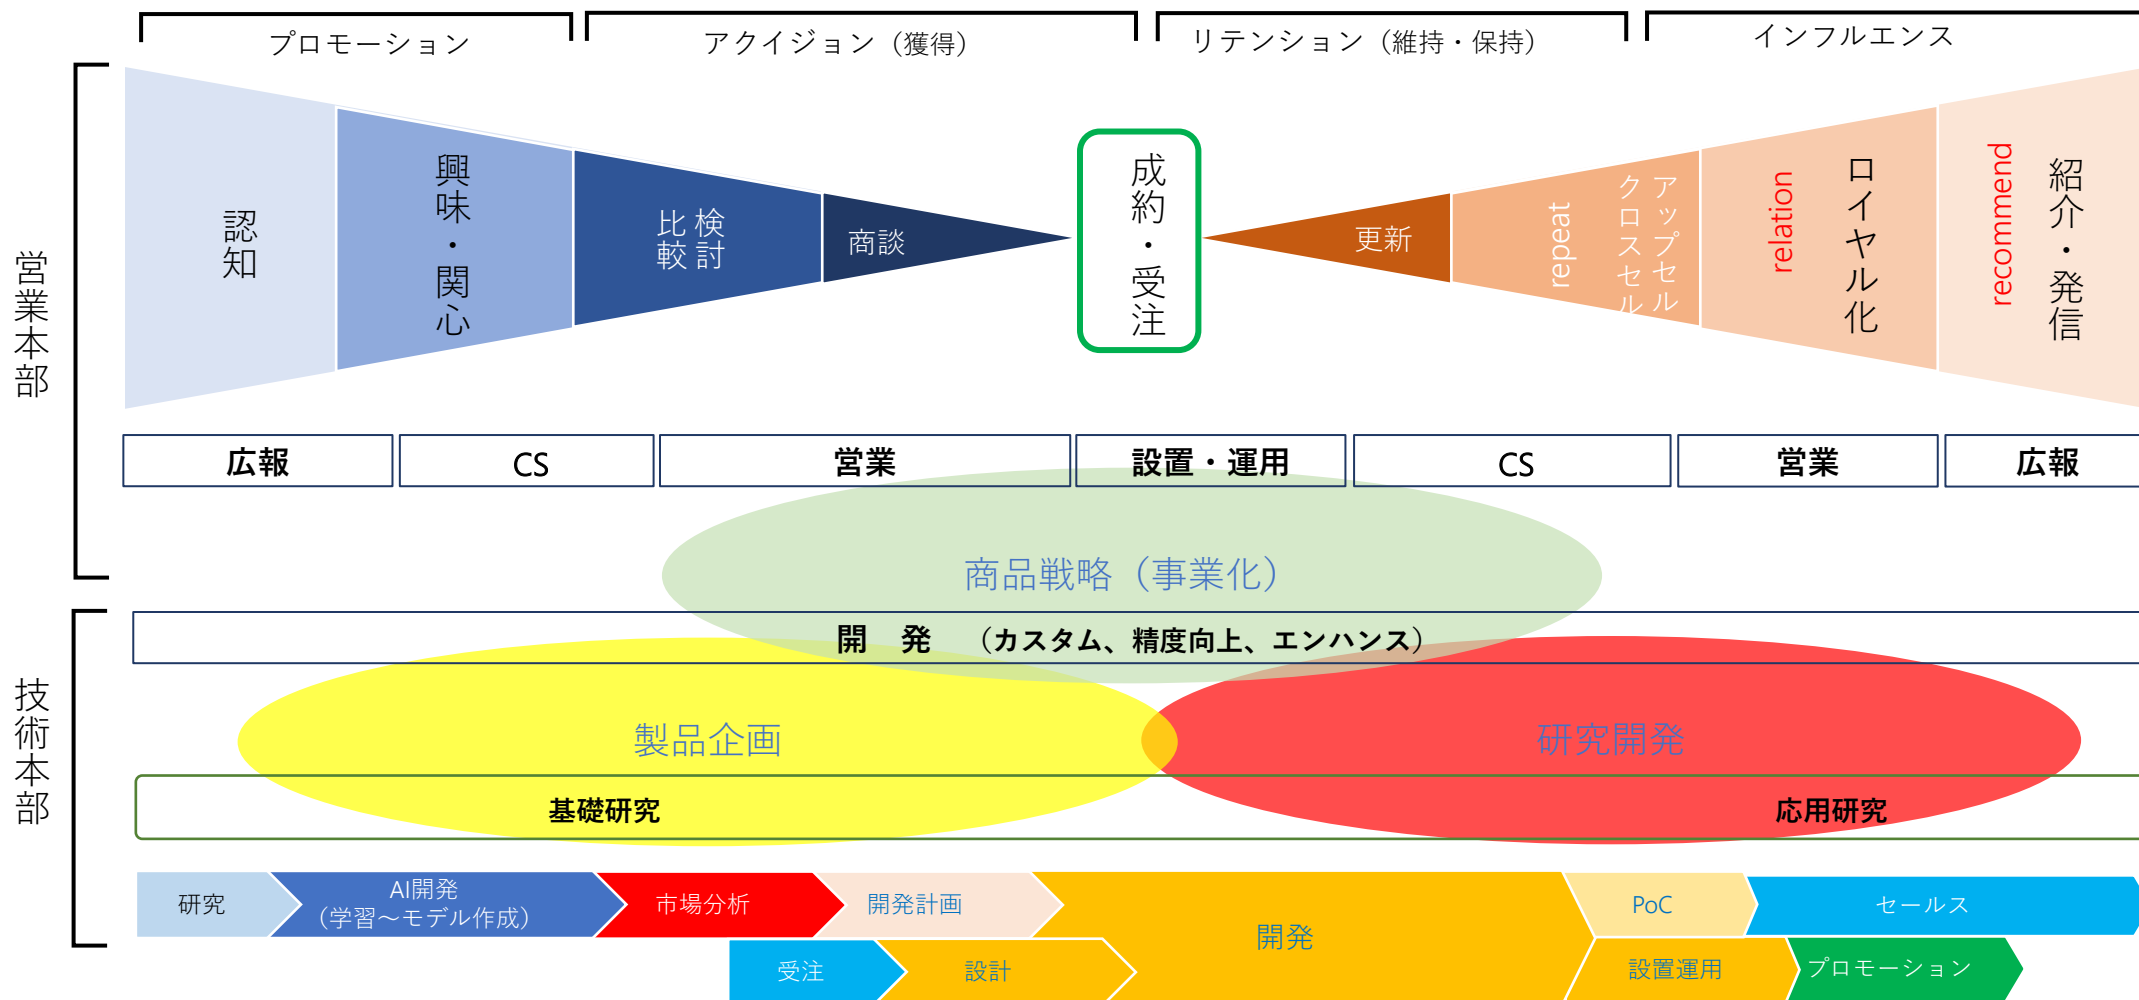 プロモーション
アクイジョン（獲得）
リテンション（維持・保持）
インフルエンス
営業本部
認知
興味・関心
比較
検討
商談
成約・受注
更新
repeat
アップセル
クロスセル
relation
ロイヤル化
recommend
紹介・発信
広報
CS
営業
設置・運用
CS
営業
広報
商品戦略（事業化）
技術本部
開　発　（カスタム、精度向上、エンハンス）
製品企画
研究開発
基礎研究
応用研究
研究
AI開発
（学習～モデル作成）
市場分析
開発計画
開発
PoC
セールス
受注
設計
設置運用
プロモーション